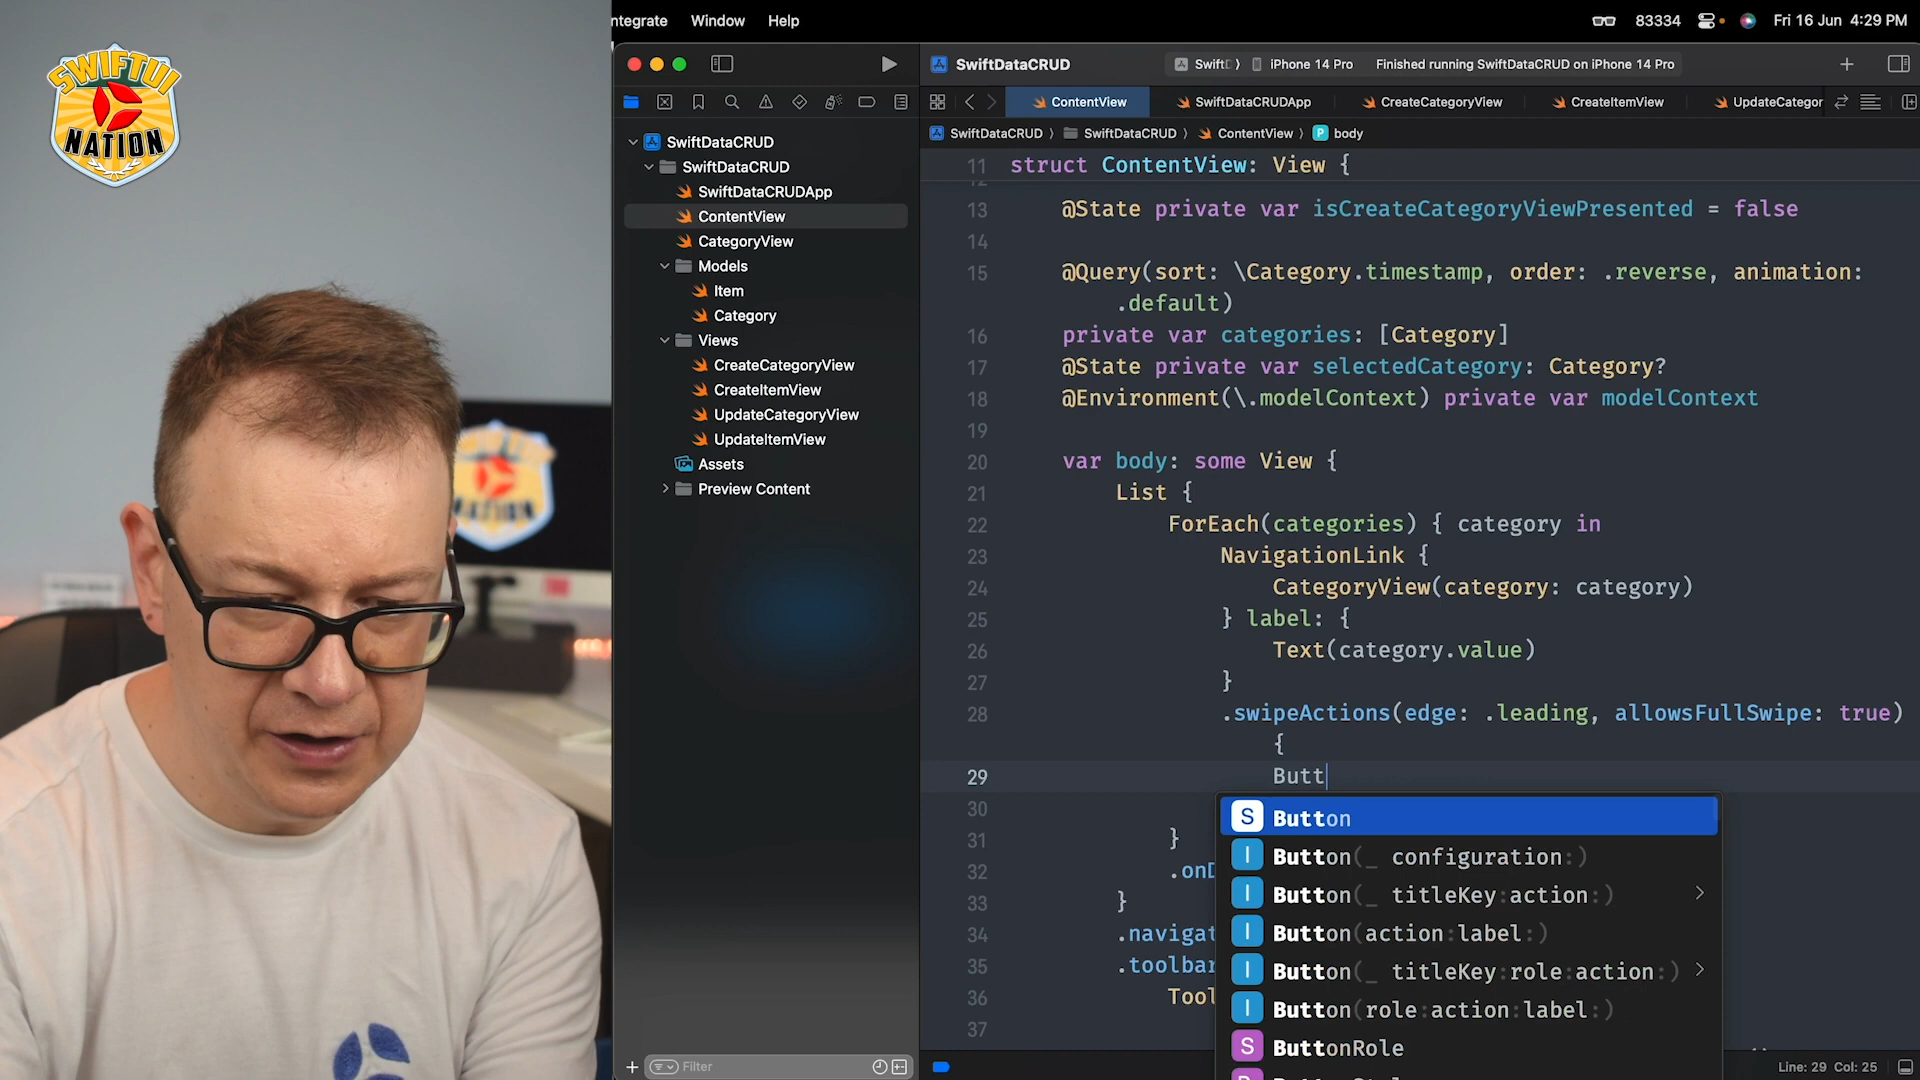 SWIFTUI
NATION
ntegrate Window Help
83334 Fri 16 Jun 4:29 PM
SwiftDataCRUD
SwiftD iPhone 14 Pro Finished running SwiftDataCRUD on iPhone 14 Pro
ContentView SwiftDataCRUDApp CreateCategoryView CreateItemView UpdateCategor
SwiftDataCRUD SwiftDataCRUD ContentView P body
SwiftDataCRUD
SwiftDataCRUD
SwiftDataCRUDApp
ContentView
CategoryView
Models
Item
Category
Views
CreateCategoryView
CreateItemView
UpdateCategoryView
UpdateItemView
Assets
Preview Content
Filter
11 struct ContentView: View {
12
13 @State private var isCreateCategoryViewPresented = false
14
15 @Query(sort: \Category.timestamp, order: .reverse, animation:
.default)
16 private var categories: [Category]
17 @State private var selectedCategory: Category?
18 @Environment(\.modelContext) private var modelContext
19
20 var body: some View {
21 List {
22 ForEach(categories) { category in
23 NavigationLink {
24 CategoryView(category: category)
25 } label: {
26 Text(category.value)
27 }
28 .swipeActions(edge: .leading, allowsFullSwipe: true)
{
29 Butt
30
31 }
32 .onD
33 }
34 .navigat
35 .toolbar
36 Tool
37
S Button
I Button(_ configuration:)
I Button(_ titleKey:action:)
I Button(action:label:)
I Button(_ titleKey:role:action:)
I Button(role:action:label:)
S ButtonRole
Line: 29 Col: 25
NATION